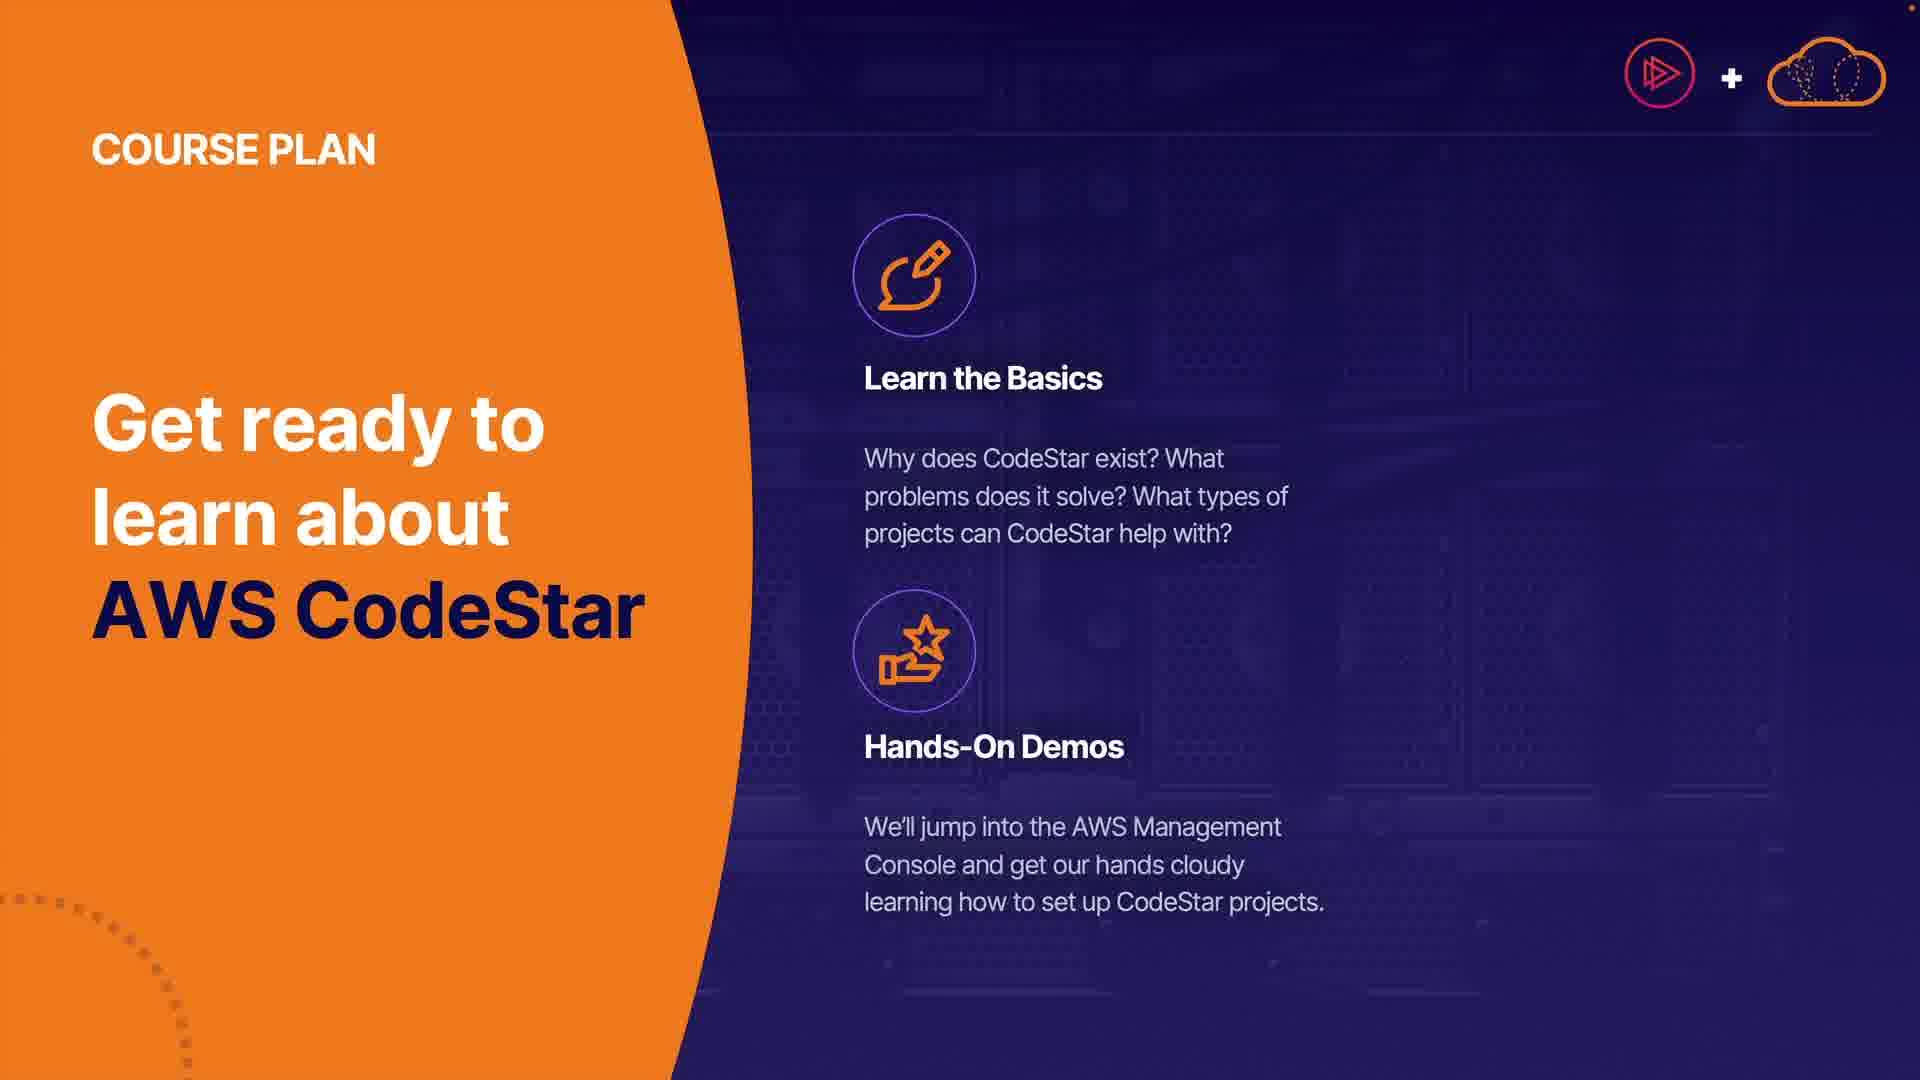 COURSE PLAN
Get ready to
learn about
AWS CodeStar
Learn the Basics
Why does CodeStar exist? What
problems does it solve? What types of
projects can CodeStar help with?
Hands-On Demos
We’ll jump into the AWS Management
Console and get our hands cloudy
learning how to set up CodeStar projects.